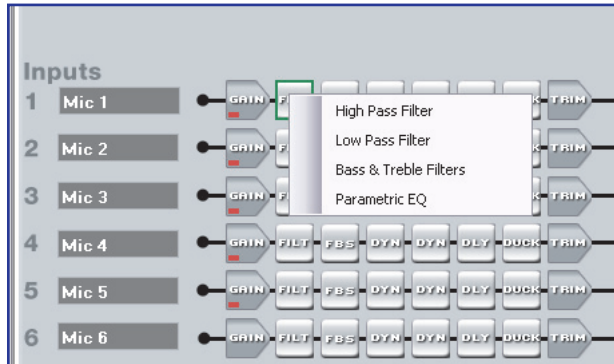 Inputs
1 Mic 1 GAIN TRIM
High Pass Filter
2 Mic 2 GAIN TRIM
Low Pass Filter
Bass & Treble Filters
3 Mic 3 GAIN TRIM
Parametric EQ
4 Mic 4 GAIN FILT FBS DYN DYN DLY DUCK TRIM
5 Mic 5 GAIN FILT FBS DYN DYN DLY DUCK TRIM
6 Mic 6 GAIN FILT FBS DYN DYN DLY DUCK TRIM